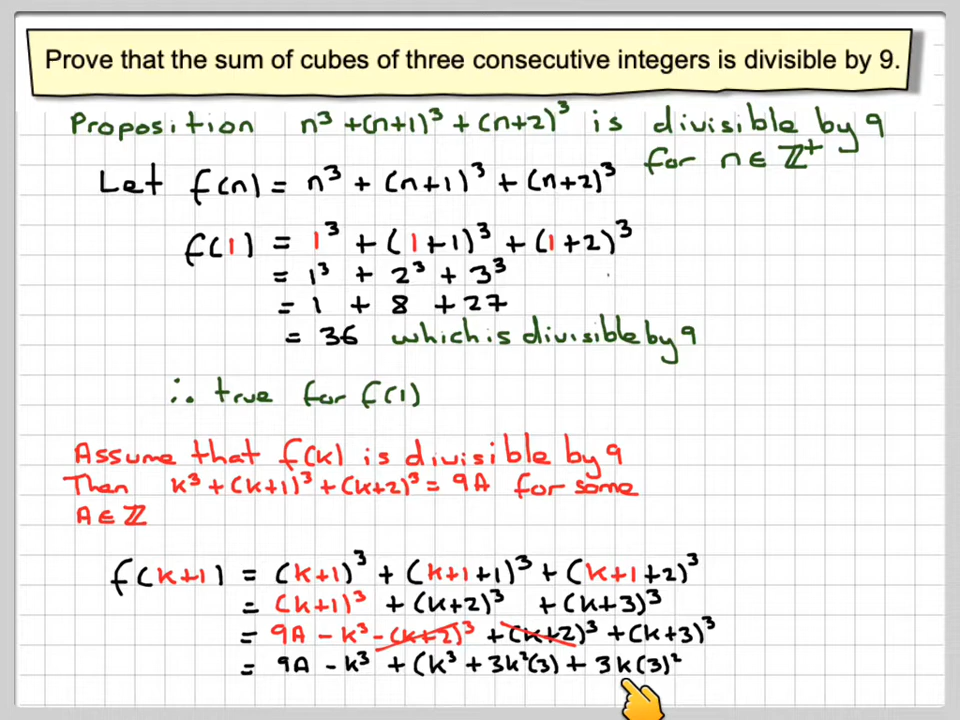 Prove that the sum of cubes of three consecutive integers is divisible by 9.
Proposition n³ + (n+1)³ + (n+2)³ is divisible by 9
for n ∈ ℤ⁺
Let f(n) = n³ + (n+1)³ + (n+2)³
f(1) = 1³ + (1+1)³ + (1+2)³
= 1³ + 2³ + 3³
= 1 + 8 + 27
= 36 which is divisible by 9
∴ true for f(1)
Assume that f(k) is divisible by 9
Then k³ + (k+1)³ + (k+2)³ = 9A for some
A ∈ ℤ
f(k+1) = (k+1)³ + (k+1+1)³ + (k+1+2)³
= (k+1)³ + (k+2)³ + (k+3)³
= 9A - k³ - (k+2)³ + (k+2)³ + (k+3)³
= 9A - k³ + (k³ + 3k²(3) + 3k(3)²